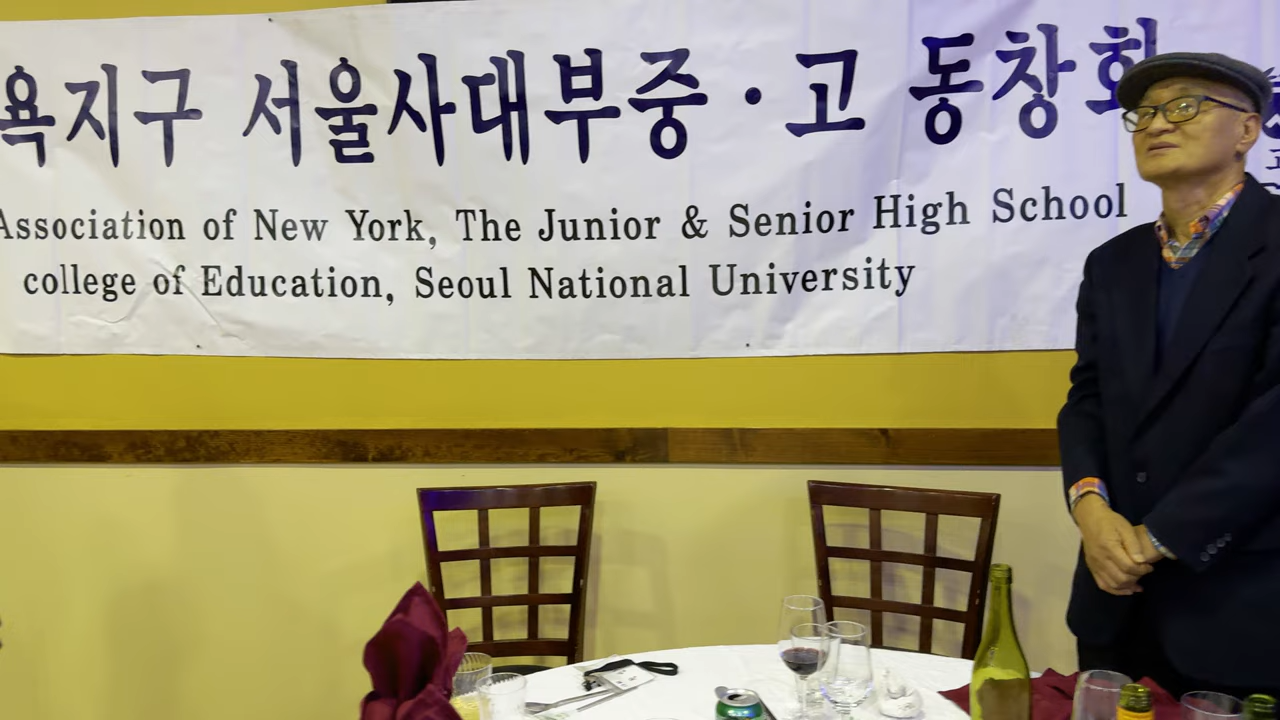 욕지구 서울사대부중·고 동창회
Association of New York, The Junior & Senior High School
college of Education, Seoul National University